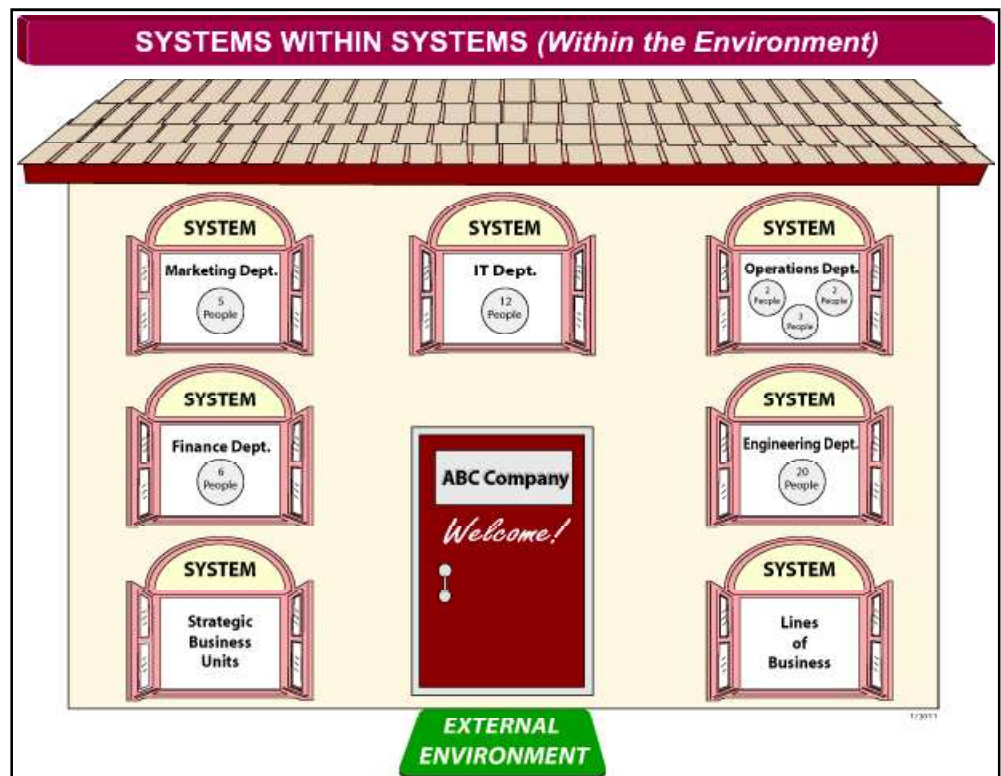 SYSTEMS WITHIN SYSTEMS (Within the Environment)
SYSTEM
Marketing Dept.
5
People
SYSTEM
IT Dept.
12
People
SYSTEM
Operations Dept.
2
People
2
People
3
People
SYSTEM
Finance Dept.
6
People
ABC Company
Welcome!
SYSTEM
Engineering Dept.
20
People
SYSTEM
Strategic
Business
Units
SYSTEM
Lines
of
Business
1/2011
EXTERNAL
ENVIRONMENT